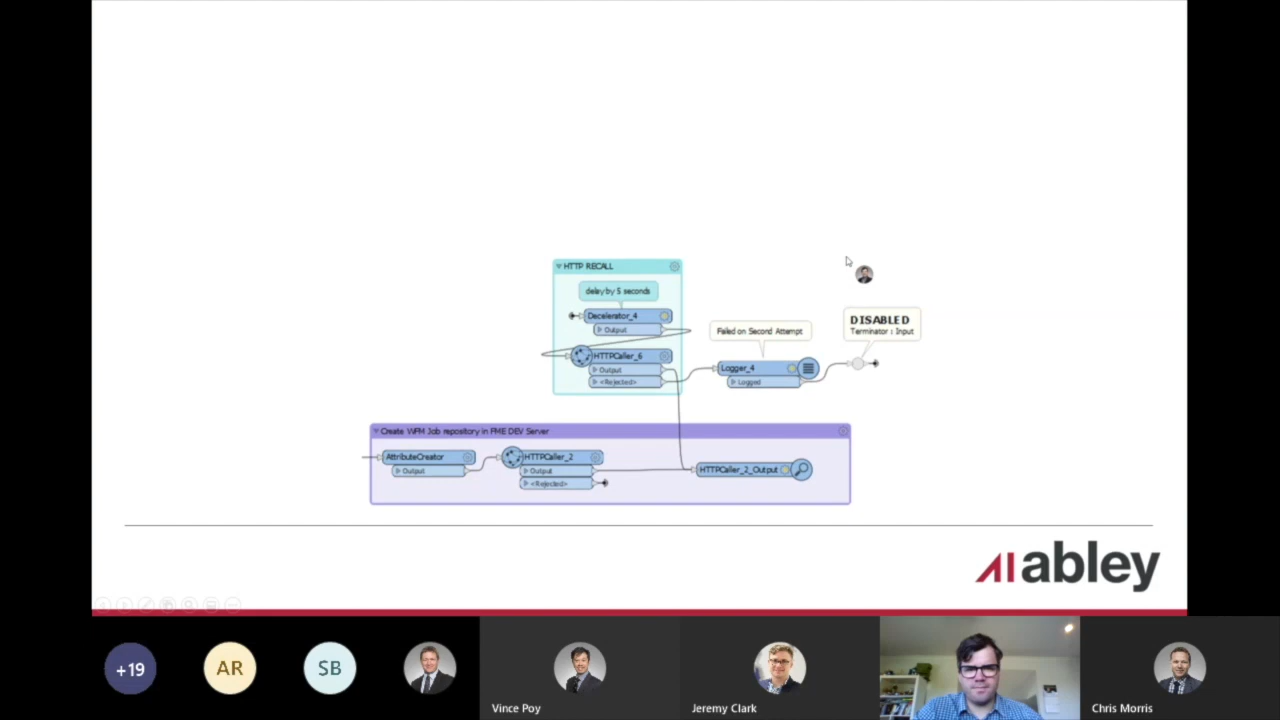 HTTP RECALL
delay by 5 seconds
Decelerator_4
Output
HTTPCaller_6
Output
<Rejected>
Failed on Second Attempt
Logger_4
Logged
DISABLED
Terminator : Input
Create WFM Job repository in FME DEV Server
AttributeCreator
Output
HTTPCaller_2
Output
<Rejected>
HTTPCaller_2_Output
abley
+19
AR
SB
Vince Poy
Jeremy Clark
Chris Morris